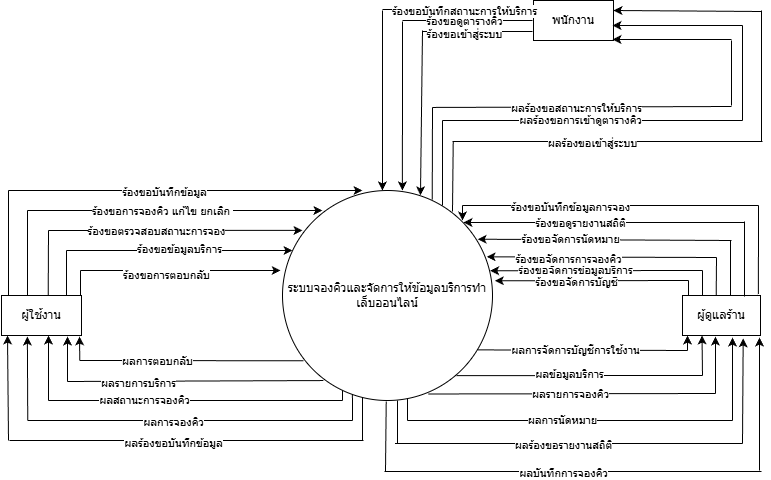 ร้องขอบันทึกสถานะการให้บริการ
ร้องขอดูตารางคิว
ร้องขอเข้าสู่ระบบ
พนักงาน
ผลร้องขอสถานะการให้บริการ
ผลร้องขอการเข้าดูตารางคิว
ผลร้องขอเข้าสู่ระบบ
ร้องขอบันทึกข้อมูล
ร้องขอการจองคิว แก้ไข ยกเลิก
ร้องขอตรวจสอบสถานะการจอง
ร้องขอข้อมูลบริการ
ร้องขอการตอบกลับ
ร้องขอบันทึกข้อมูลการจอง
ร้องขอดูรายงานสถิติ
ร้องขอจัดการนัดหมาย
ร้องขอจัดการการจองคิว
ร้องขอจัดการข้อมูลบริการ
ร้องขอจัดการบัญชี
ระบบจองคิวและจัดการให้ข้อมูลบริการทำ
เล็บออนไลน์
ผู้ใช้งาน
ผู้ดูแลร้าน
ผลการตอบกลับ
ผลรายการบริการ
ผลสถานะการจองคิว
ผลการจองคิว
ผลร้องขอบันทึกข้อมูล
ผลการจัดการบัญชีการใช้งาน
ผลข้อมูลบริการ
ผลรายการจองคิว
ผลการนัดหมาย
ผลร้องขอรายงานสถิติ
ผลบันทึกการจองคิว